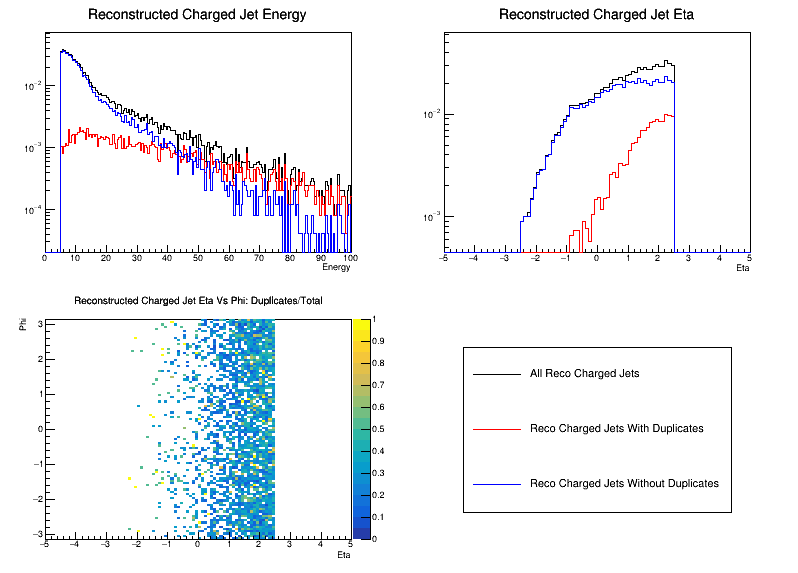 Reconstructed Charged Jet Energy
10⁻²
10⁻³
10⁻⁴
0 10 20 30 40 50 60 70 80 90 100
Energy
Reconstructed Charged Jet Eta
10⁻²
10⁻³
−5 −4 −3 −2 −1 0 1 2 3 4 5
Eta
Reconstructed Charged Jet Eta Vs Phi: Duplicates/Total
Phi
3
2
1
0
−1
−2
−3
−5 −4 −3 −2 −1 0 1 2 3 4 5
Eta
1
0.9
0.8
0.7
0.6
0.5
0.4
0.3
0.2
0.1
0
All Reco Charged Jets
Reco Charged Jets With Duplicates
Reco Charged Jets Without Duplicates